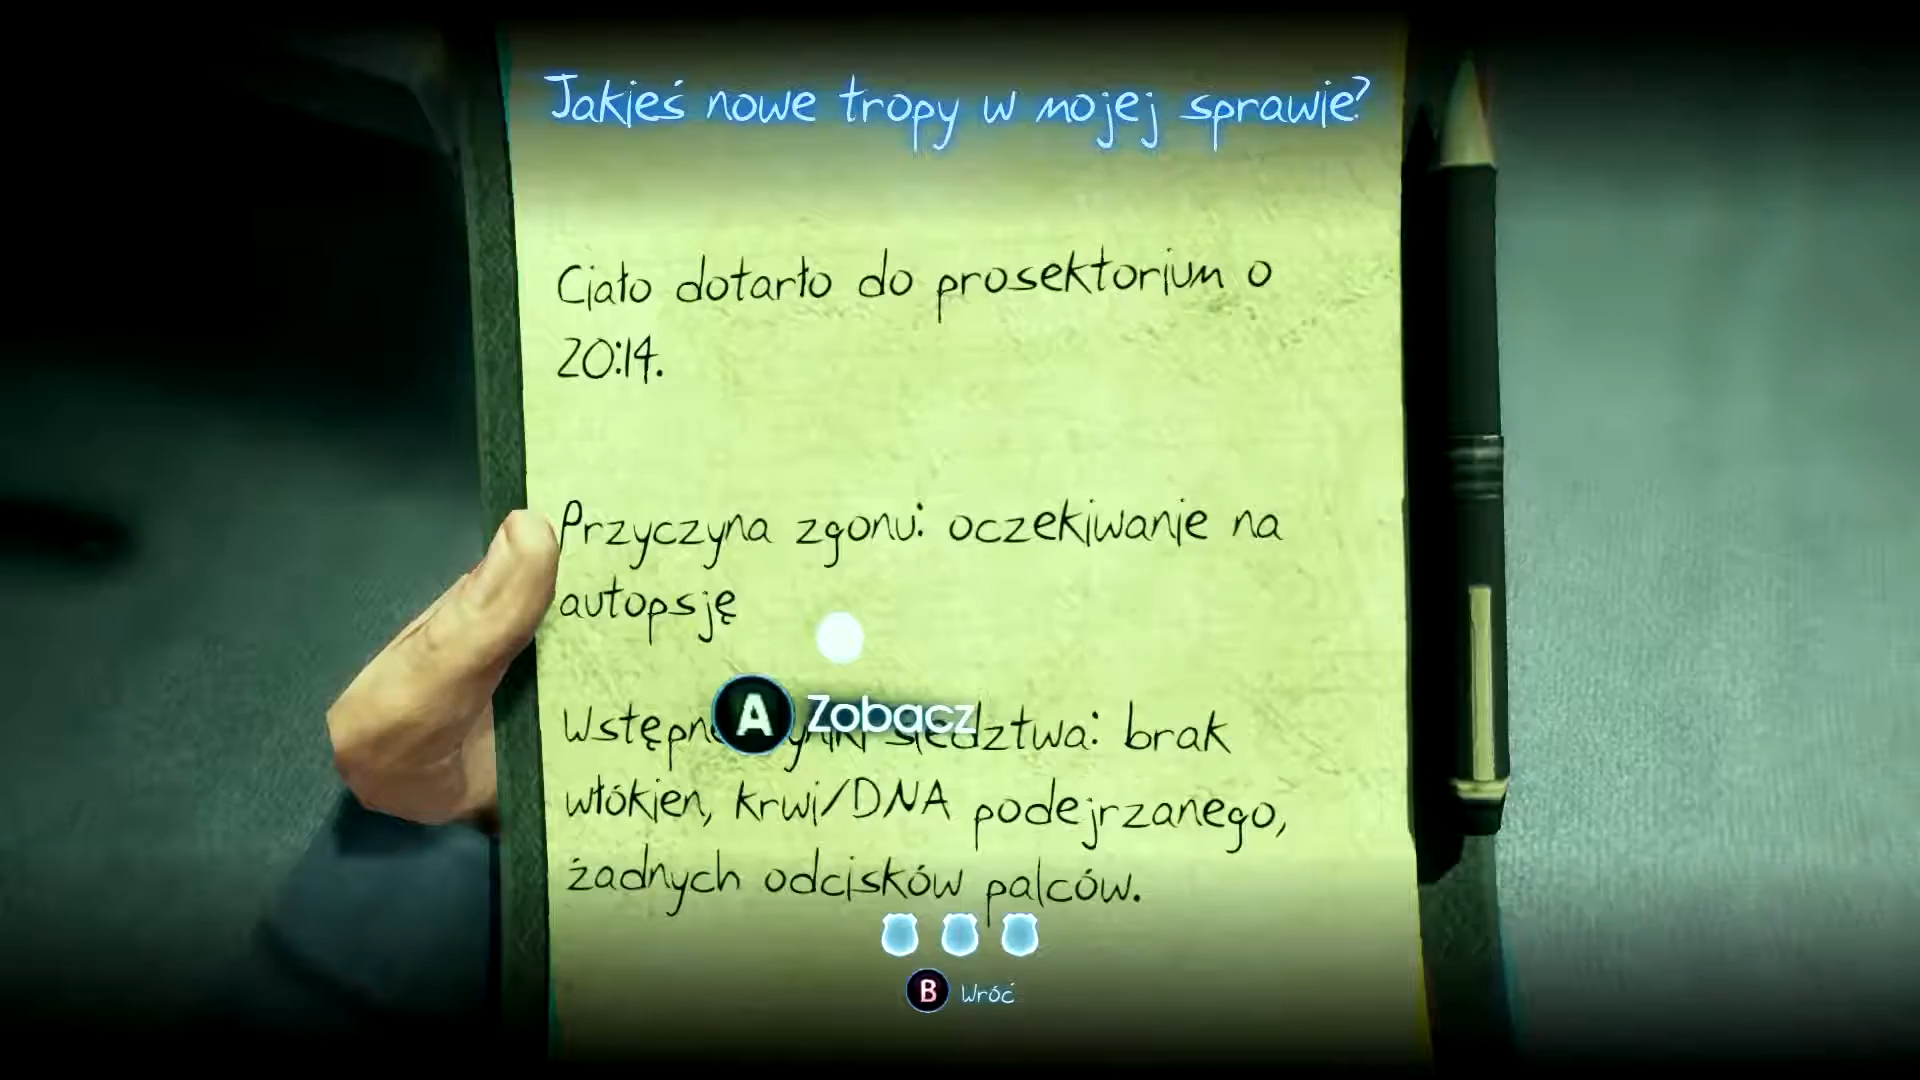 Jakieś nowe tropy w mojej sprawie?
Ciało dotarło do prosektorium o
20:14.
Przyczyna zgonu: oczekiwanie na
autopsję
A Zobacz
brak
włókien, krwi/DNA podejrzanego,
żadnych odcisków palców.
B Wróć